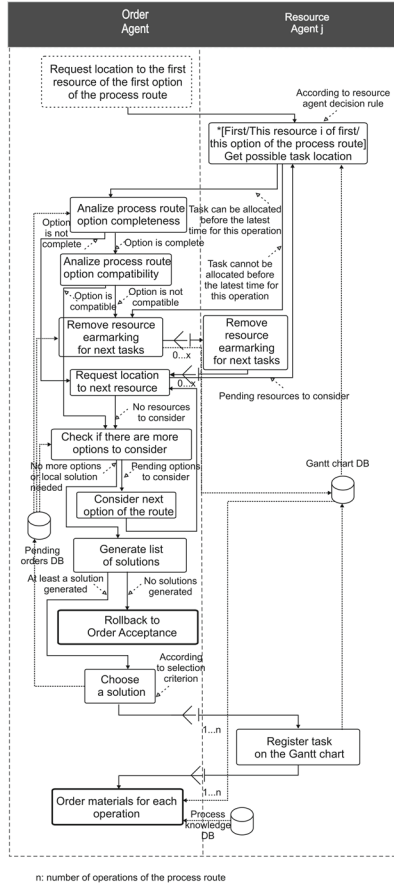 Order
Agent
Resource
Agent j
Request location to the first
resource of the first option
of the process route
According to resource
agent decision rule
*[First/This resource i of first/
this option of the process route]
Get possible task location
Analize process route
option completeness
Task can be allocated
before the latest
time for this operation
Option
is not
complete
Option is complete
Analize process route
option compatibility
Task cannot be
allocated before
the latest time for
this operation
Option is
compatible
Option is not
compatible
Remove resource
earmarking
for next tasks
Remove
resource
earmarking
for next tasks
0...x
Request location
to next resource
0...x
Pending resources to consider
No resources
to consider
Check if there are more
options to consider
No more options
or local solution
needed
Pending options
to consider
Gantt chart DB
Consider next
option of the route
Pending
orders DB
Generate list
of solutions
At least a solution
generated
No solutions
generated
Rollback to
Order Acceptance
According
to selection
criterion
Choose
a solution
1...n
Register task
on the Gantt chart
1...n
Order materials for each
operation
Process
knowledge
DB
n: number of operations of the process route